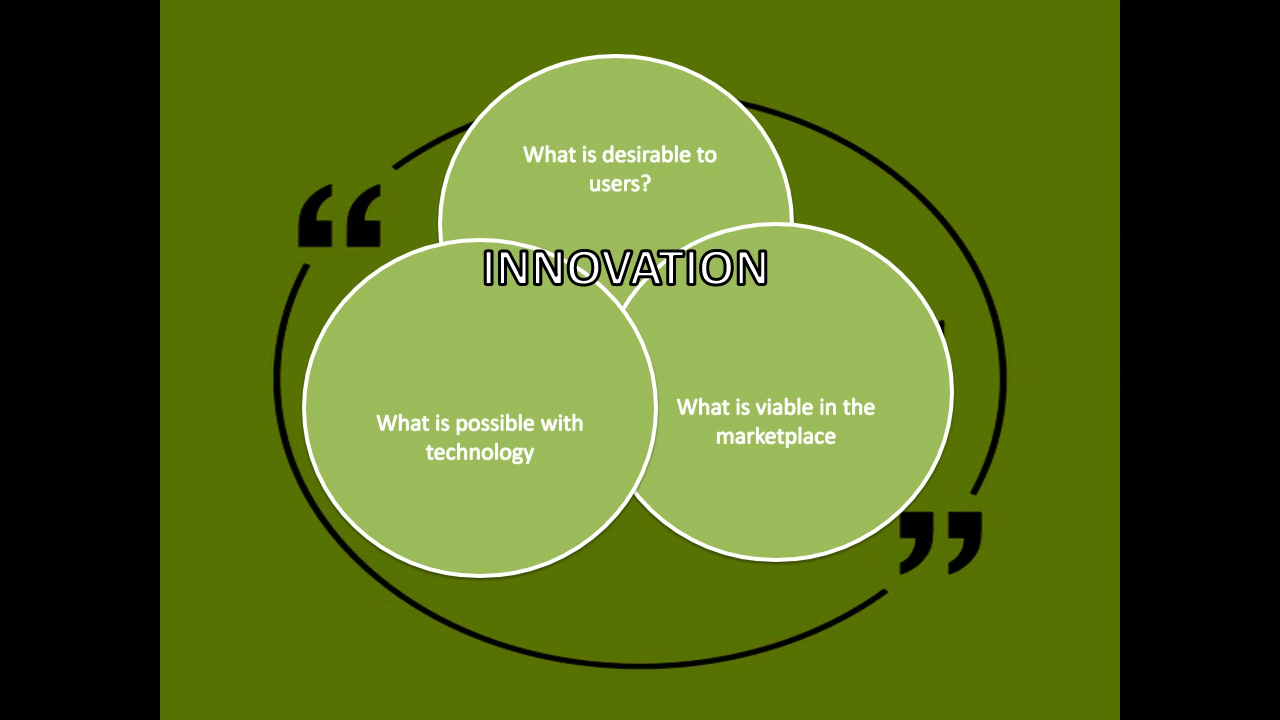 What is desirable to
users?
INNOVATION
What is possible with
technology
What is viable in the
marketplace